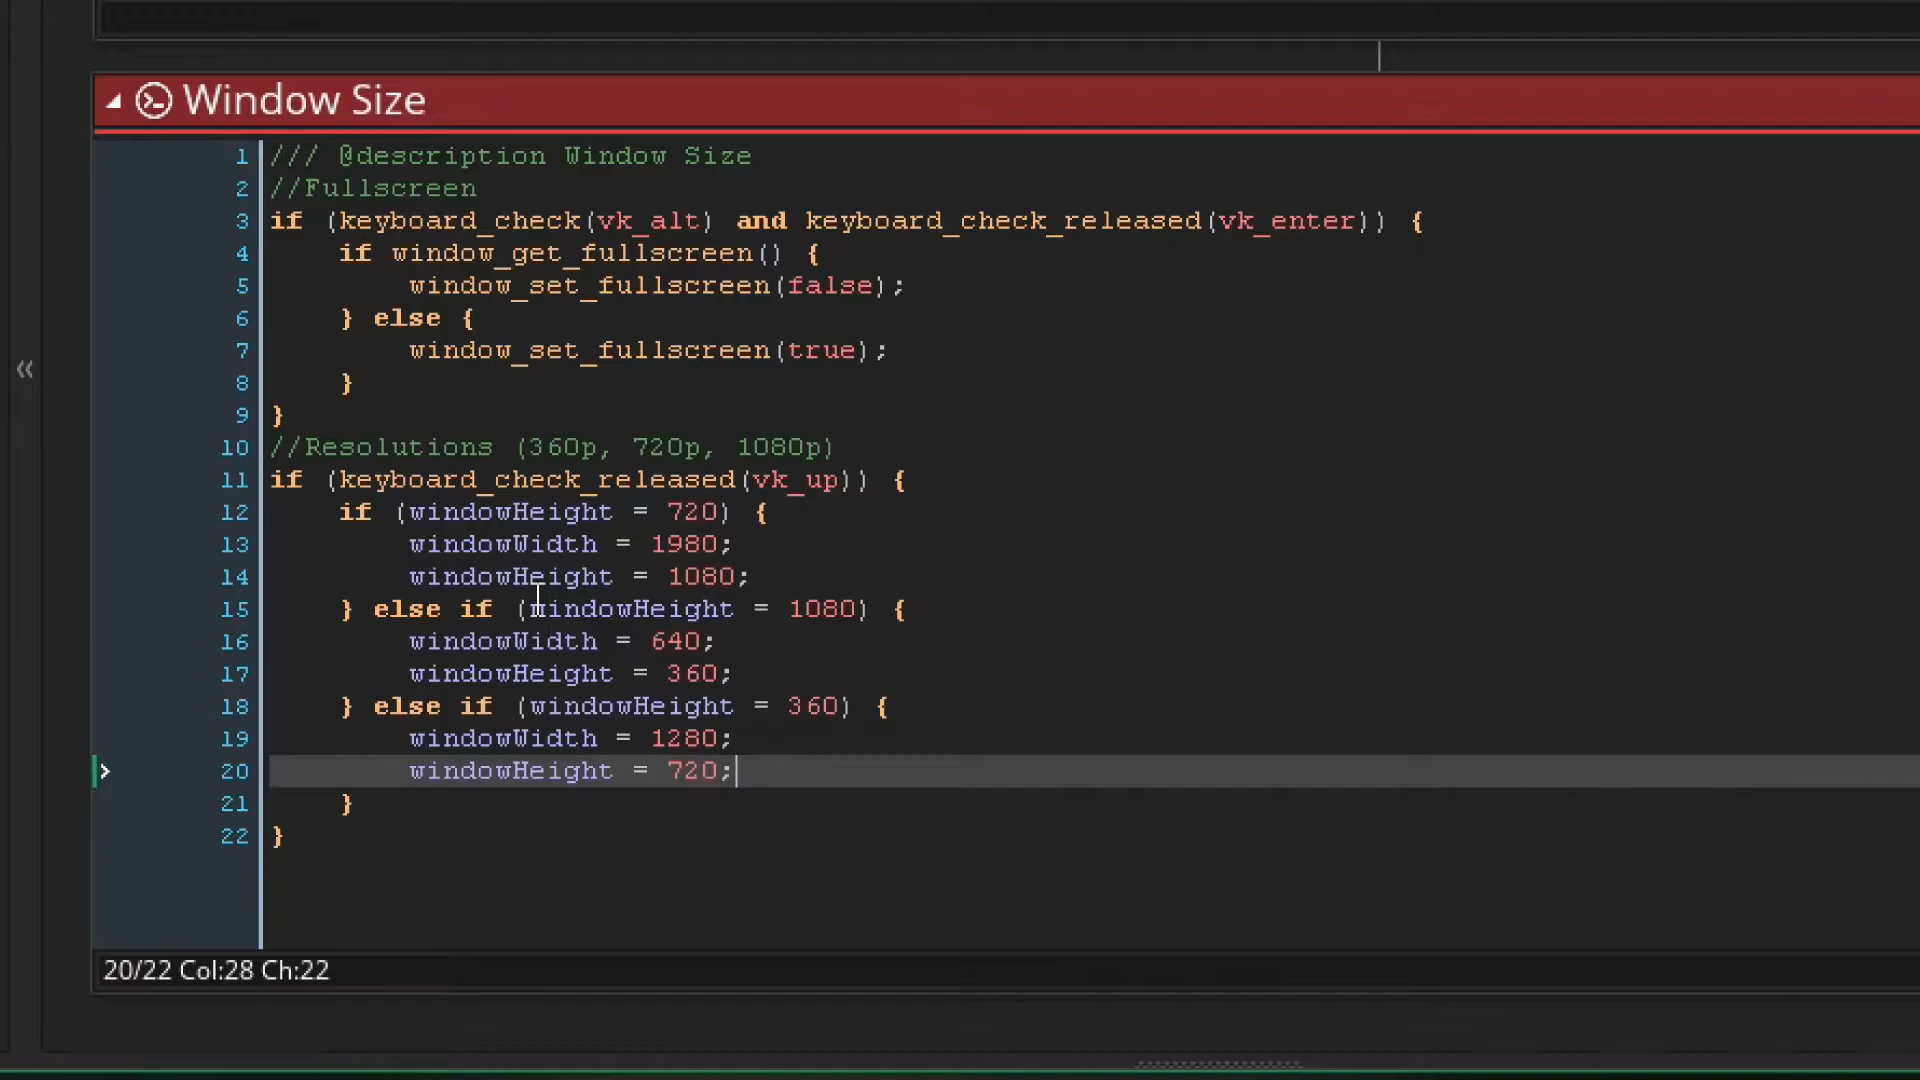 Window Size
1 /// @description Window Size
2 //Fullscreen
3 if (keyboard_check(vk_alt) and keyboard_check_released(vk_enter)) {
4 if window_get_fullscreen() {
5 window_set_fullscreen(false);
6 } else {
7 window_set_fullscreen(true);
8 }
9 }
10 //Resolutions (360p, 720p, 1080p)
11 if (keyboard_check_released(vk_up)) {
12 if (windowHeight = 720) {
13 windowWidth = 1980;
14 windowHeight = 1080;
15 } else if (windowHeight = 1080) {
16 windowWidth = 640;
17 windowHeight = 360;
18 } else if (windowHeight = 360) {
19 windowWidth = 1280;
20 windowHeight = 720;
21 }
22 }
20/22 Col:28 Ch:22